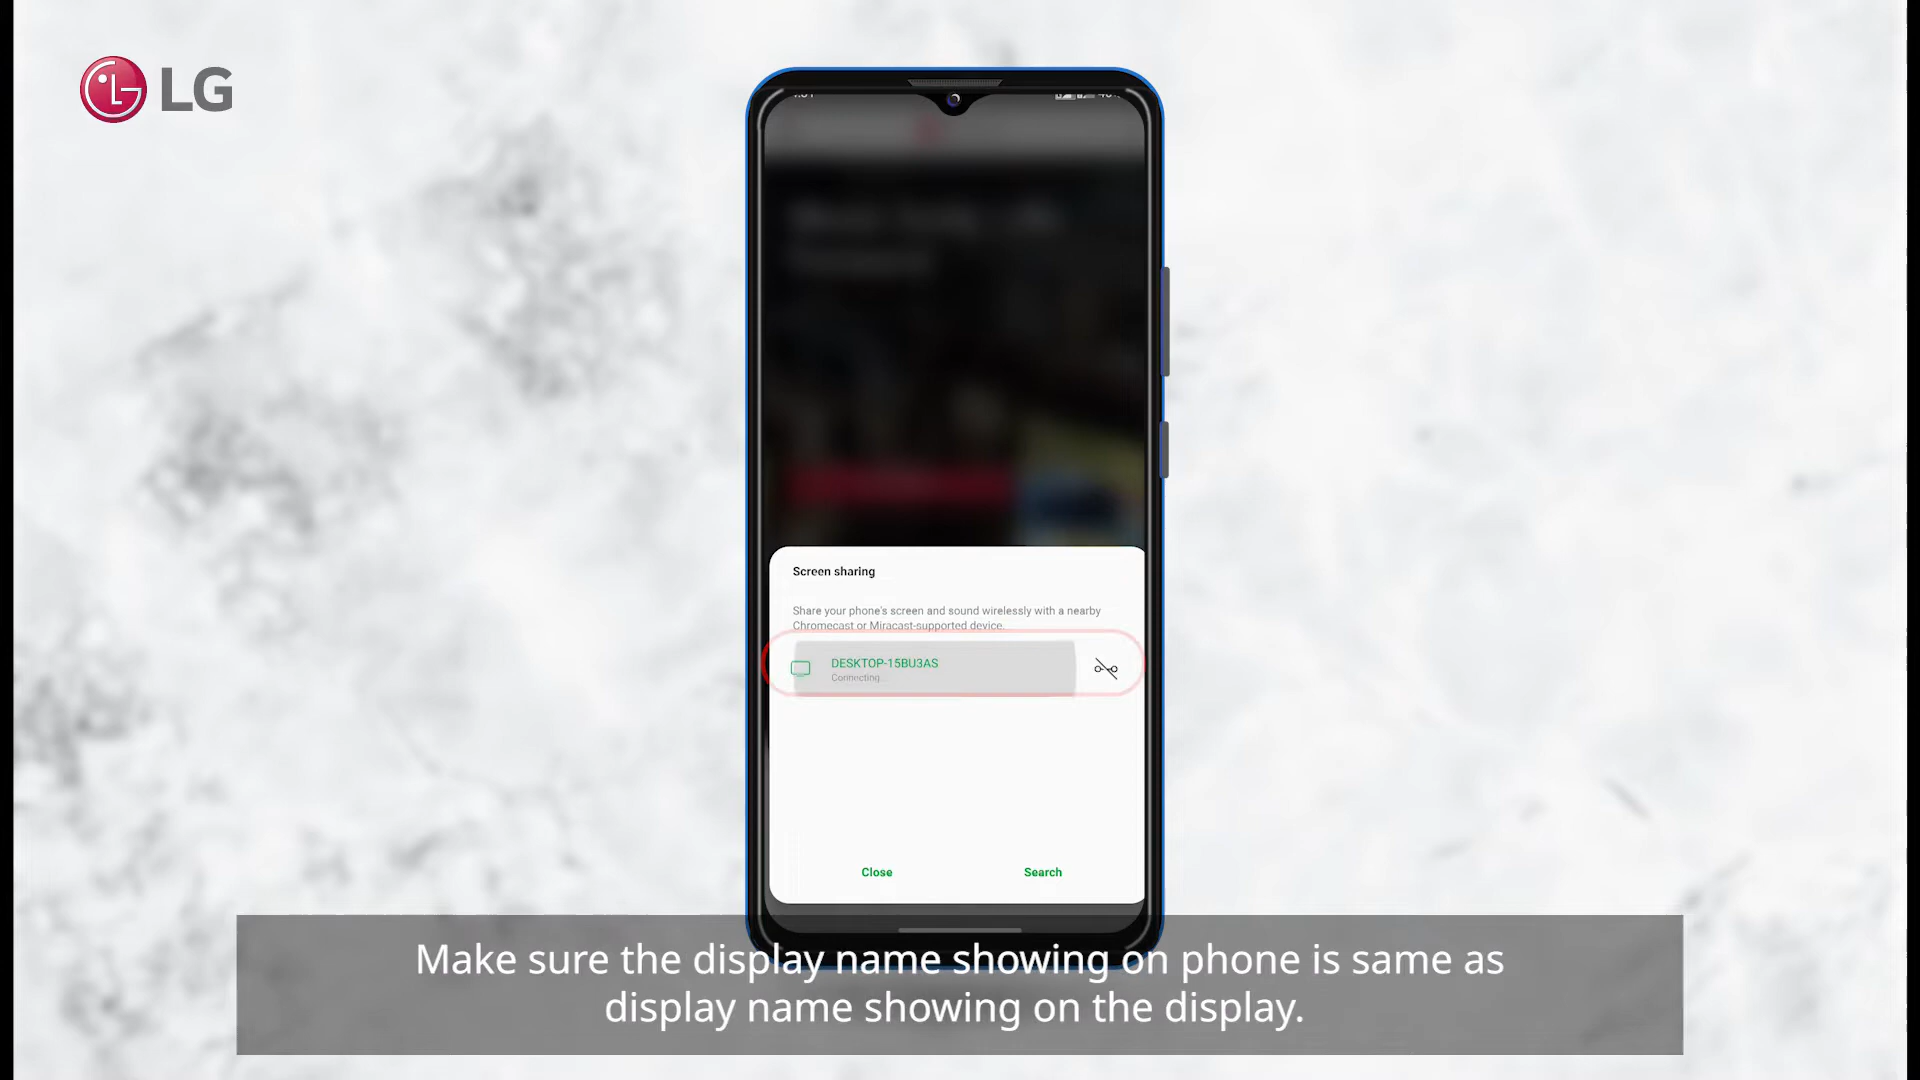 LG
Screen sharing
Share your phone's screen and sound wirelessly with a nearby
Chromecast or Miracast-supported device.
DESKTOP-15BU3AS
Connecting...
Close Search
Make sure the display name showing on phone is same as
display name showing on the display.